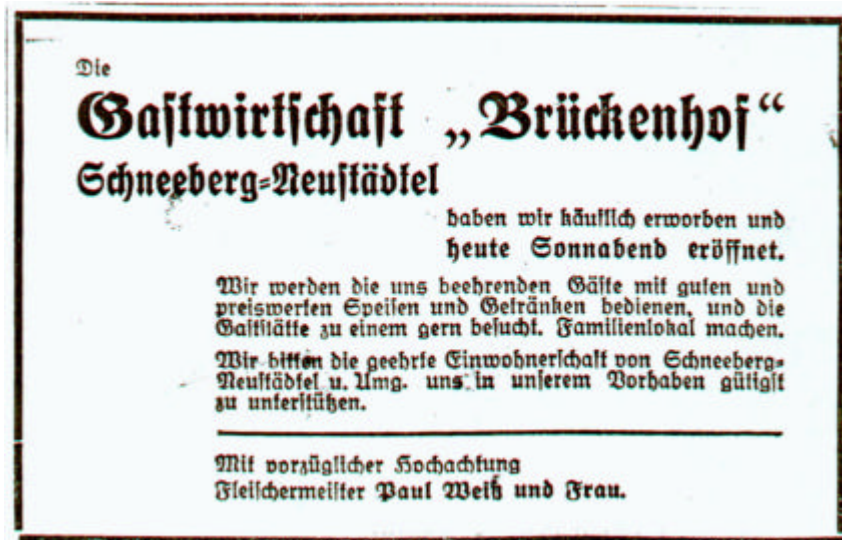 Die
Gastwirtschaft „Brückenhof“
Schneeberg-Neustädtel
haben wir käuflich erworben und
heute Sonnabend eröffnet.
Wir werden die uns beehrenden Gäste mit guten und
preiswerten Speisen und Getränken bedienen, und die
Gaststätte zu einem gern besucht. Familienlokal machen.
Wir bitten die geehrte Einwohnerschaft von Schneeberg-
Neustädtel u. Umg. uns in unserem Vorhaben gütigst
zu unterstützen.
Mit vorzüglicher Hochachtung
Fleischermeister Paul Weiß und Frau.